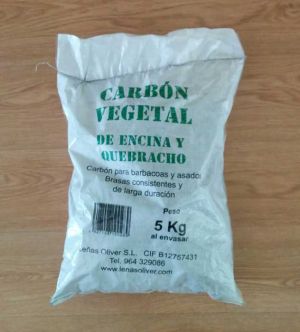 CARBÓN
VEGETAL
DE ENCINA Y
QUEBRACHO
Carbón para barbacoas y asados
Brasas consistentes y
de larga duración
Peso
5 Kg
al envasar
Leñas Oliver S.L. CIF B12757431
Tel. 964 329086
www.lenasoliver.com